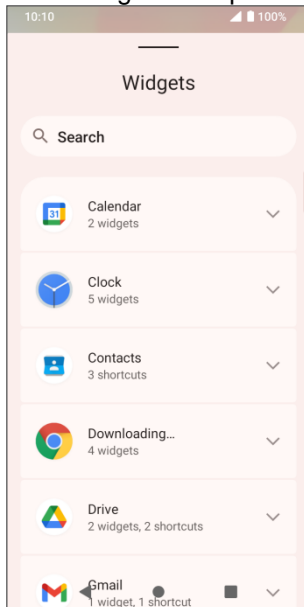 10:10
100%
Widgets
Search
31
Calendar
2 widgets
Clock
5 widgets
Contacts
3 shortcuts
Downloading...
4 widgets
Drive
2 widgets, 2 shortcuts
Gmail
1 widget, 1 shortcut